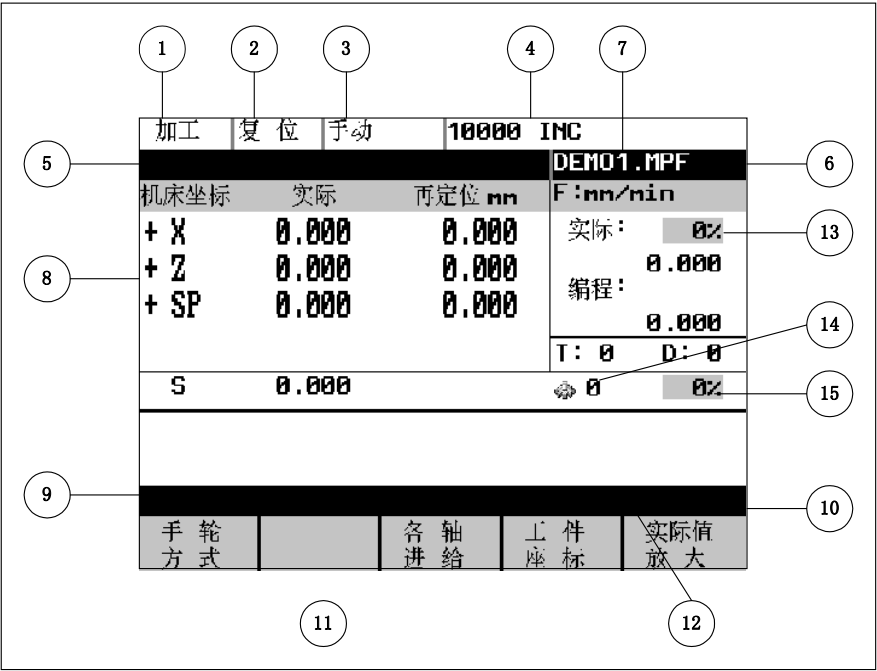 1 2 3 4 7
加工 复位 手动 10000 INC
5 DEMO1.MPF 6
机床坐标 实际 再定位 mm F:mm/min
+ X 0.000 0.000 实际: 0% 13
8 + Z 0.000 0.000 0.000
+ SP 0.000 0.000 编程:
0.000 14
T: 0 D: 0
S 0.000 0 0% 15
9 10
手轮 各轴 工件 实际值
方式 进给 座标 放大
11 12